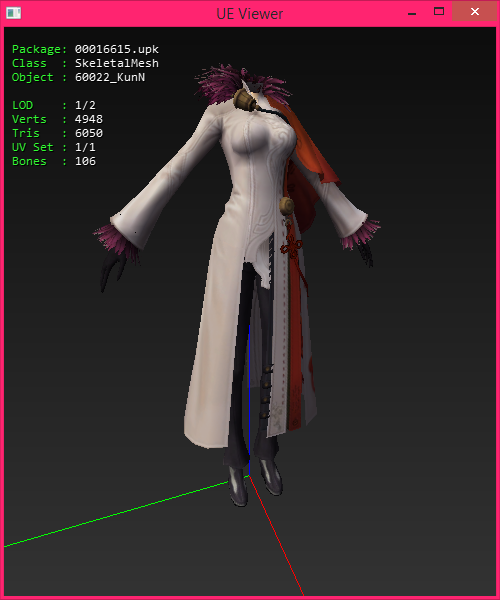 UE Viewer
Package: 00016615.upk
Class  : SkeletalMesh
Object : 60022_KunN
LOD    : 1/2
Verts  : 4948
Tris   : 6050
UV Set : 1/1
Bones  : 106